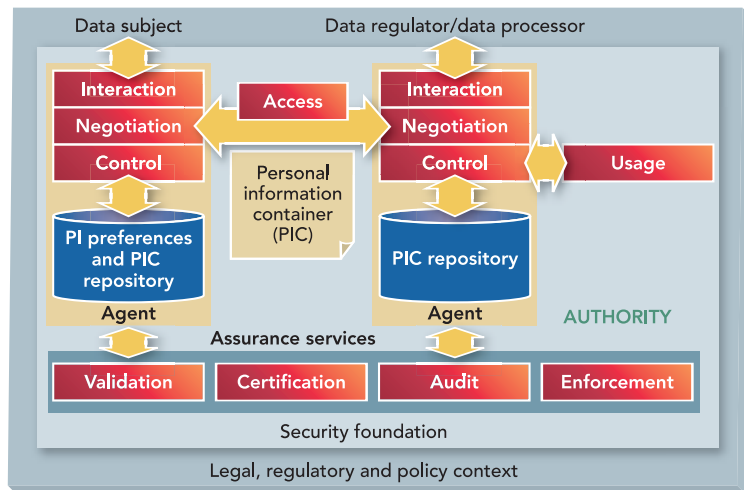 Data subject
Data regulator/data processor
Interaction
Negotiation
Control
Access
Interaction
Negotiation
Control
Usage
Personal
information
container
(PIC)
PI preferences
and PIC
repository
PIC repository
Agent
Agent
AUTHORITY
Assurance services
Validation
Certification
Audit
Enforcement
Security foundation
Legal, regulatory and policy context